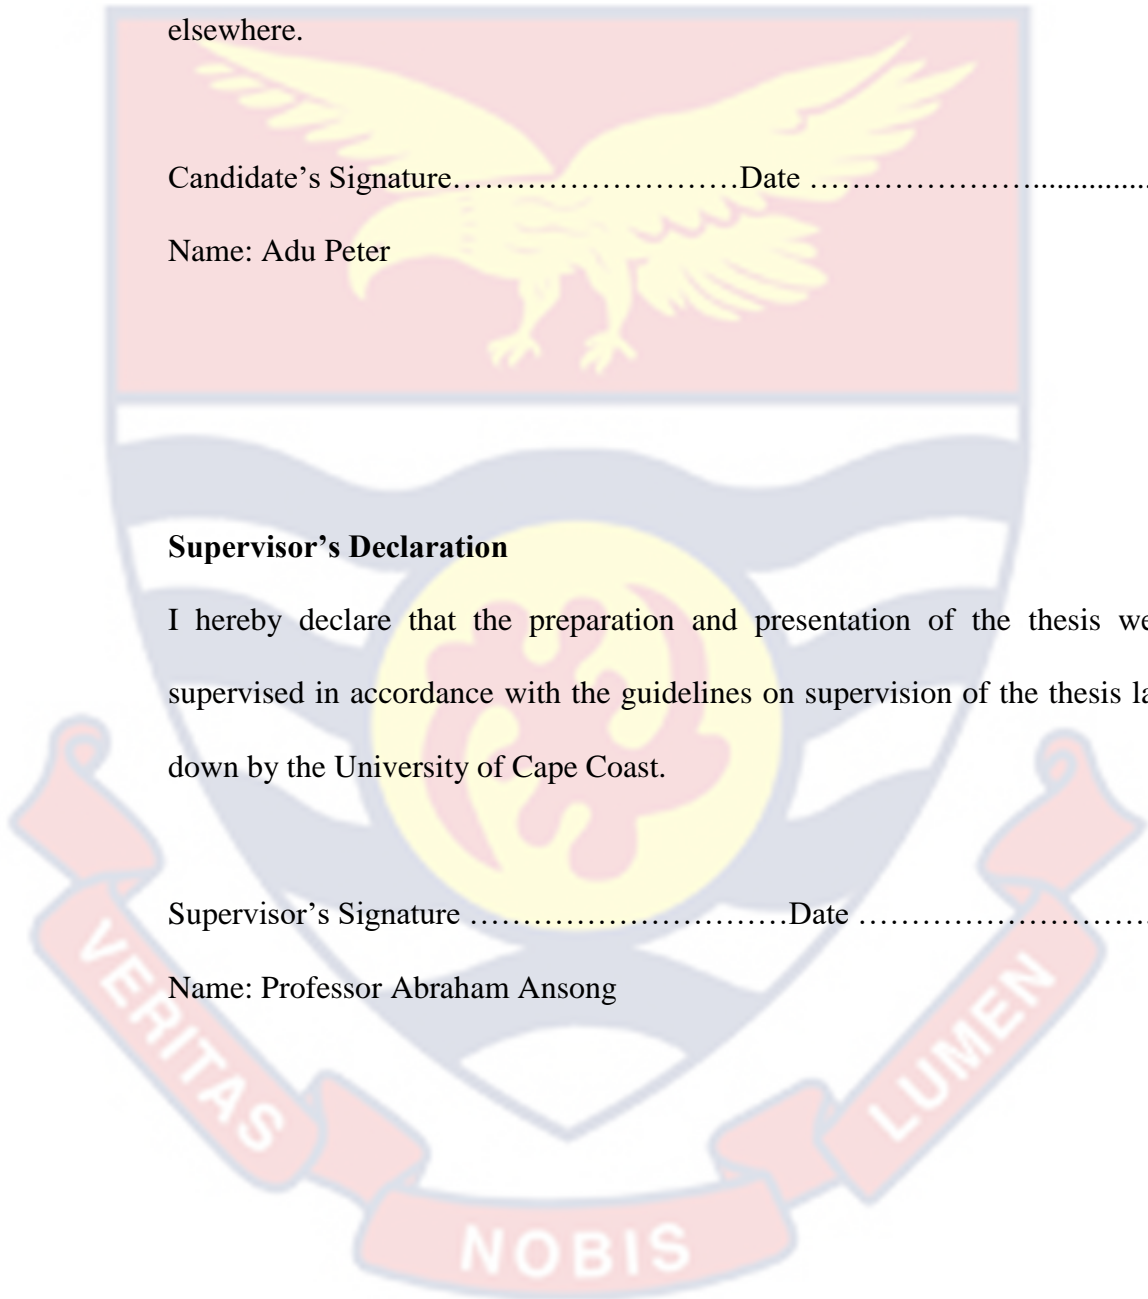 elsewhere.
Candidate’s Signature………………………Date …………………..................
Name: Adu Peter
Supervisor’s Declaration
I hereby declare that the preparation and presentation of the thesis we
supervised in accordance with the guidelines on supervision of the thesis la
down by the University of Cape Coast.
Supervisor’s Signature …………………………Date ………………………
Name: Professor Abraham Ansong
VERITAS
NOBIS
LUMEN